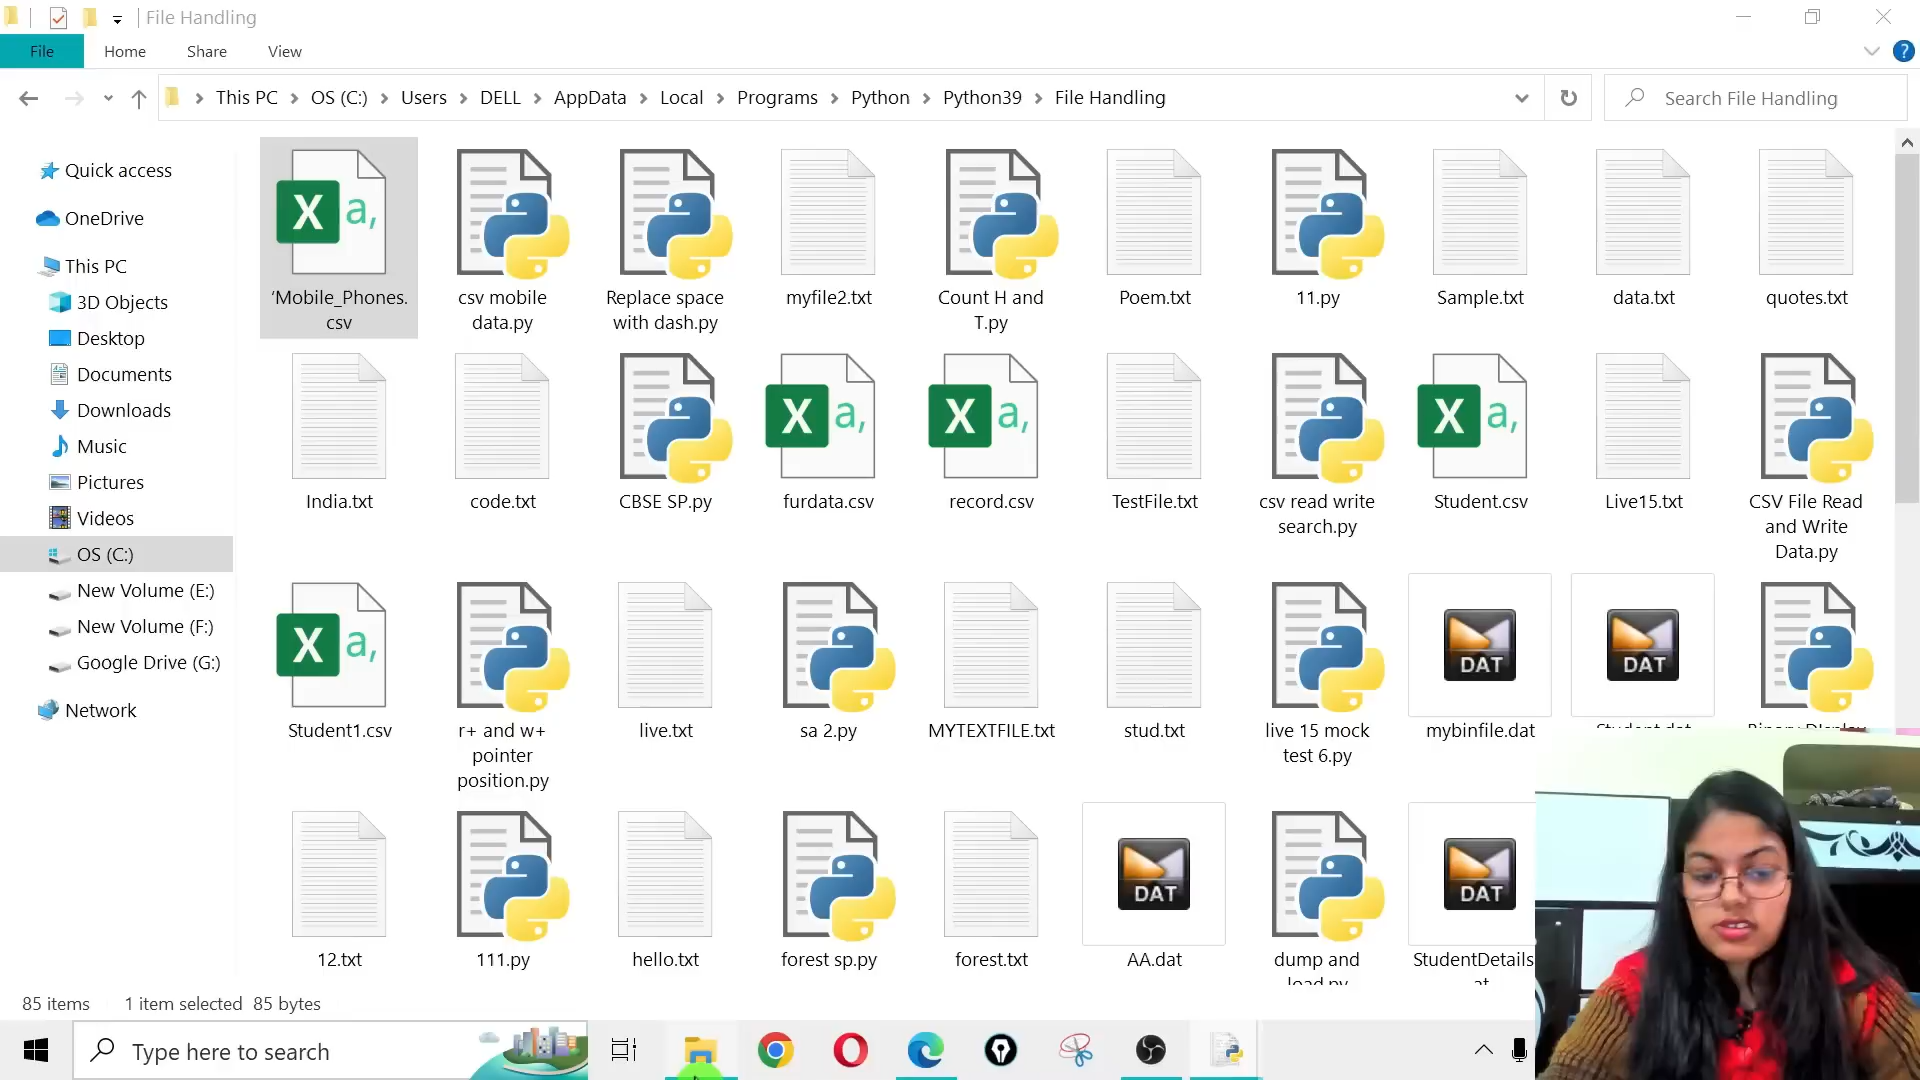 File Handling
File Home Share View
This PC OS (C:) Users DELL AppData Local Programs Python Python39 File Handling
Search File Handling
Quick access
OneDrive
This PC
3D Objects
Desktop
Documents
Downloads
Music
Pictures
Videos
OS (C:)
New Volume (E:)
New Volume (F:)
Google Drive (G:)
Network
‘Mobile_Phones.
csv
csv mobile
data.py
Replace space
with dash.py
myfile2.txt
Count H and
T.py
Poem.txt
11.py
Sample.txt
data.txt
quotes.txt
India.txt
code.txt
CBSE SP.py
furdata.csv
record.csv
TestFile.txt
csv read write
search.py
Student.csv
Live15.txt
CSV File Read
and Write
Data.py
Student1.csv
r+ and w+
pointer
position.py
live.txt
sa 2.py
MYTEXTFILE.txt
stud.txt
live 15 mock
test 6.py
DAT
mybinfile.dat
DAT
Student.dat
12.txt
111.py
hello.txt
forest sp.py
forest.txt
DAT
AA.dat
dump and
load.py
DAT
StudentDetails
85 items 1 item selected 85 bytes
Type here to search